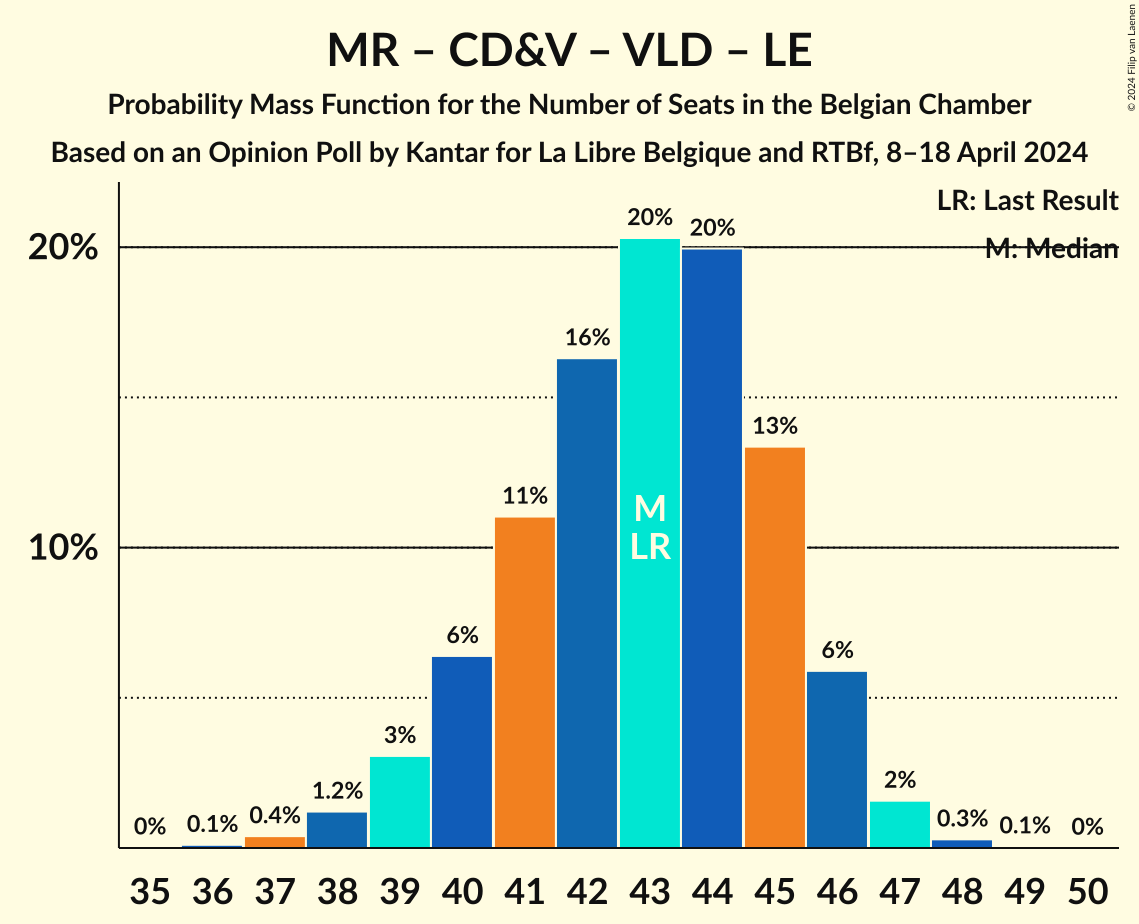 MR – CD&V – VLD – LE
Probability Mass Function for the Number of Seats in the Belgian Chamber
Based on an Opinion Poll by Kantar for La Libre Belgique and RTBf, 8–18 April 2024
© 2024 Filip van Laenen
LR: Last Result
M: Median
20%
10%
0%
0.1%
0.4%
1.2%
3%
6%
11%
16%
20%
20%
13%
6%
2%
0.3%
0.1%
0%
M
LR
35 36 37 38 39 40 41 42 43 44 45 46 47 48 49 50